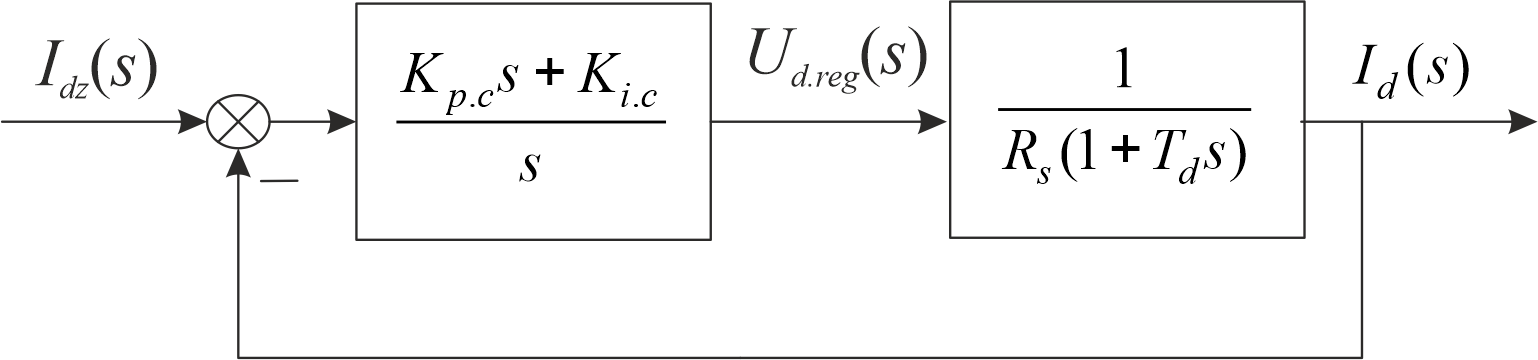 I_{dz}(s)
K_{p.c}s + K_{i.c}
s
U_{d.reg}(s)
1
R_s(1 + T_d s)
I_d(s)
−